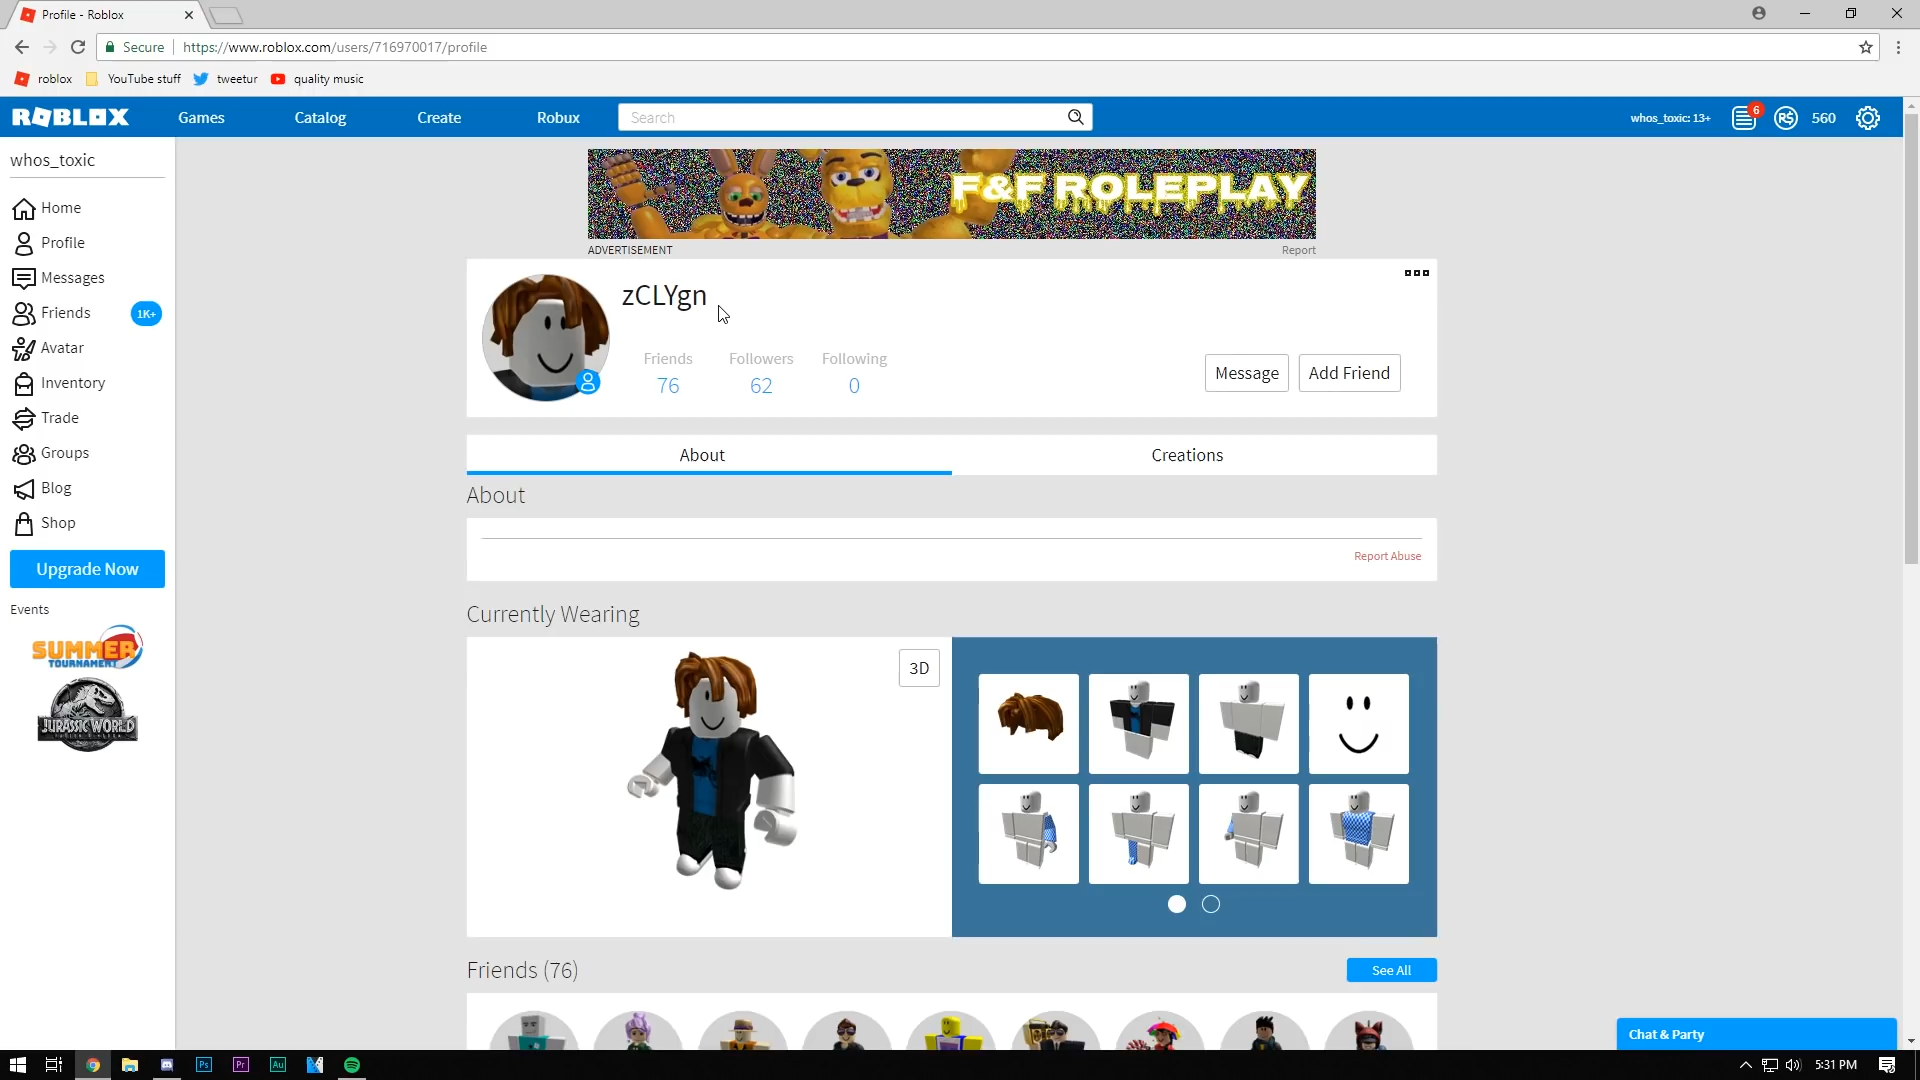 Profile - Roblox
Secure https://www.roblox.com/users/716970017/profile
roblox YouTube stuff tweetur quality music
ROBLOX Games Catalog Create Robux Search whos_toxic: 13+ 6 R$ 560
whos_toxic
Home
Profile
Messages
Friends 1K+
Avatar
Inventory
Trade
Groups
Blog
Shop
Upgrade Now
Events
SUMMER
TOURNAMENT
JURASSIC WORLD
F&F ROLEPLAY
ADVERTISEMENT Report
zCLYgn
Friends Followers Following
76 62 0
Message Add Friend
About Creations
About
Report Abuse
Currently Wearing
3D
Friends (76) See All
Chat & Party
Ps Pr Au 5:31 PM